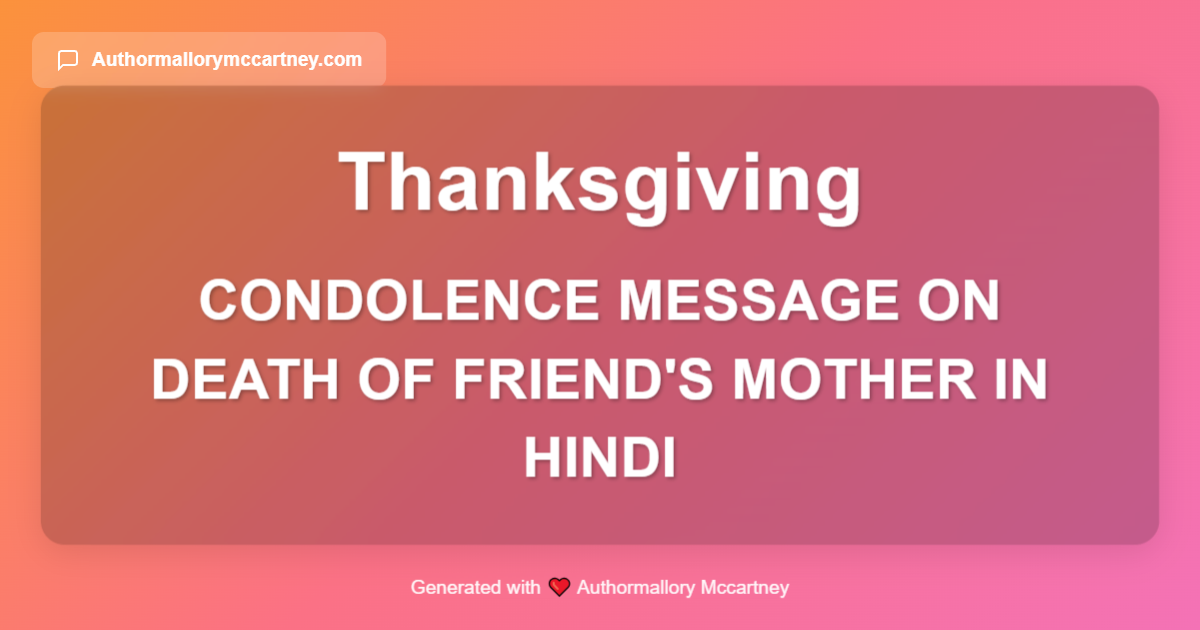 Authormallorymccartney.com
Thanksgiving
CONDOLENCE MESSAGE ON
DEATH OF FRIEND'S MOTHER IN
HINDI
Generated with ❤️ Authormallory Mccartney